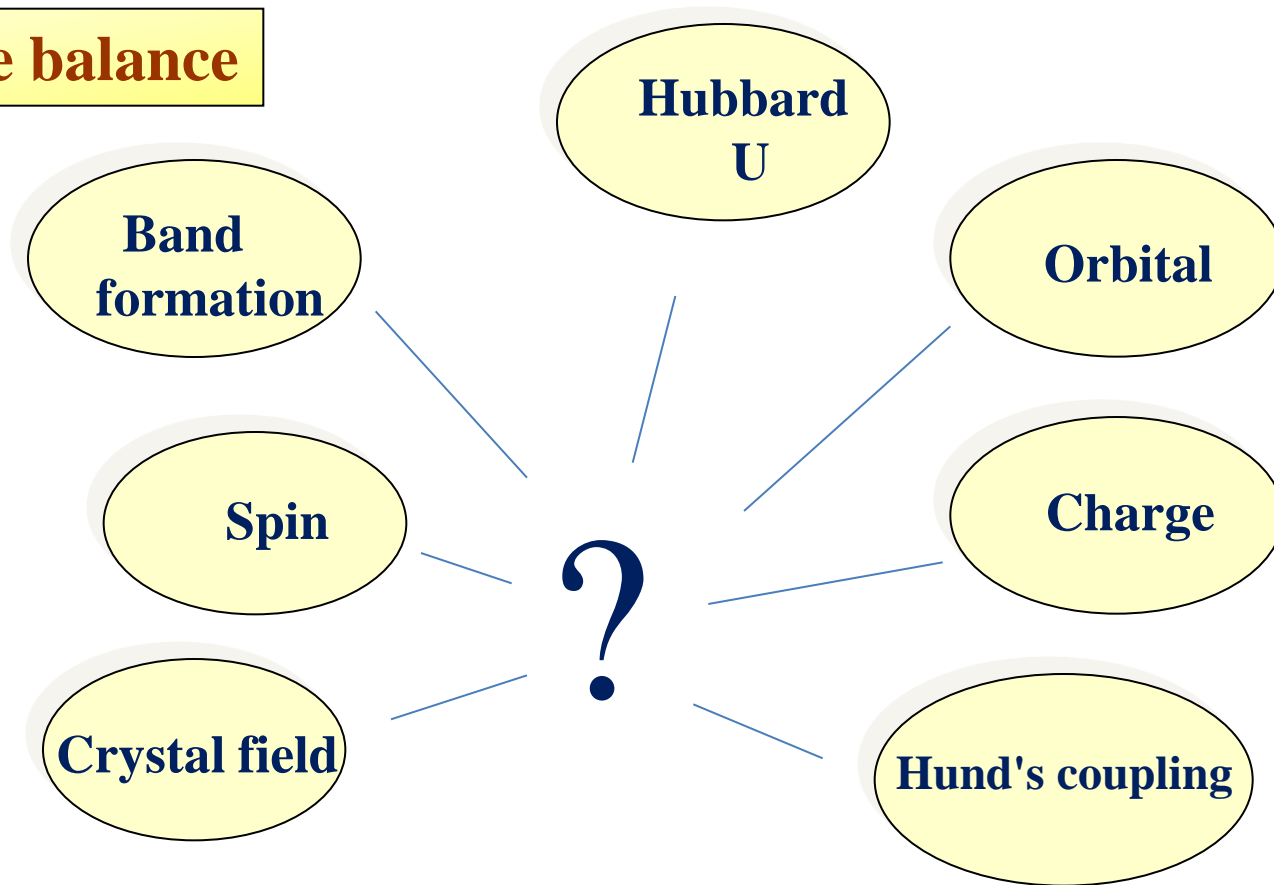 e balance
Hubbard
U
Band
formation
Orbital
Spin
Charge
?
Crystal field
Hund's coupling